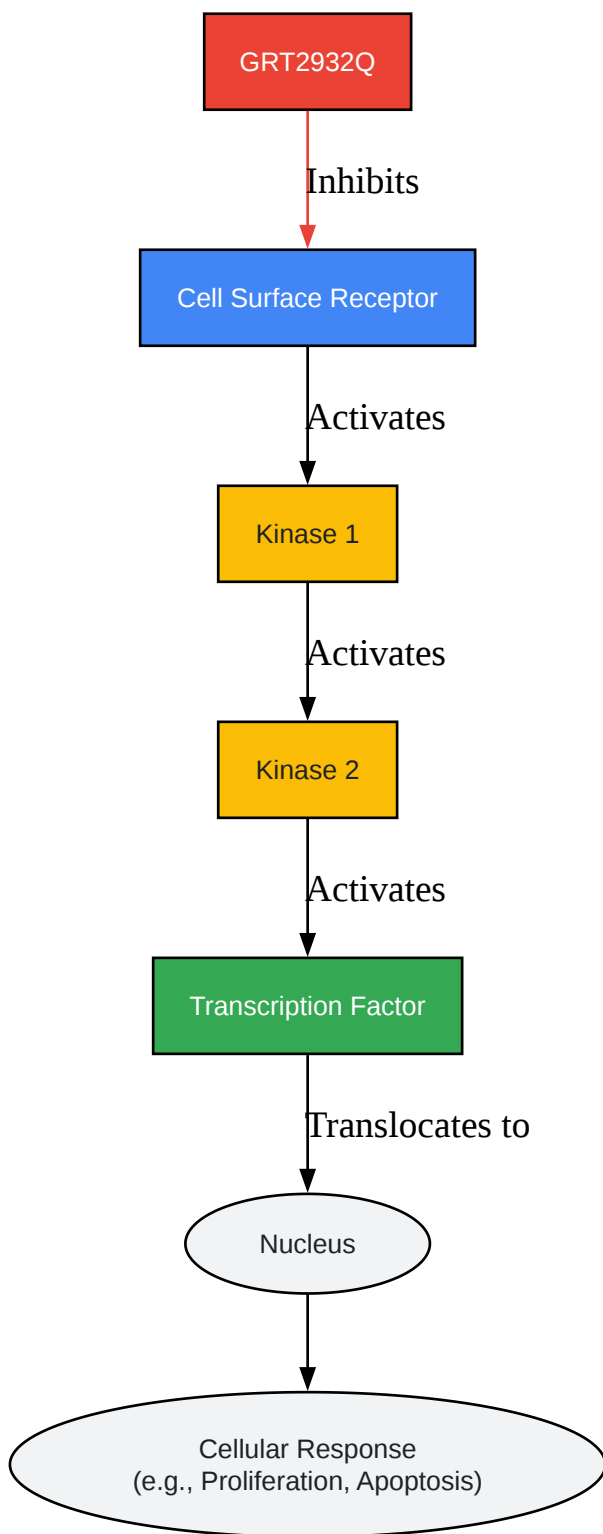 GRT2932Q
Inhibits
Cell Surface Receptor
Activates
Kinase 1
Activates
Kinase 2
Activates
Transcription Factor
Translocates to
Nucleus
Cellular Response
(e.g., Proliferation, Apoptosis)